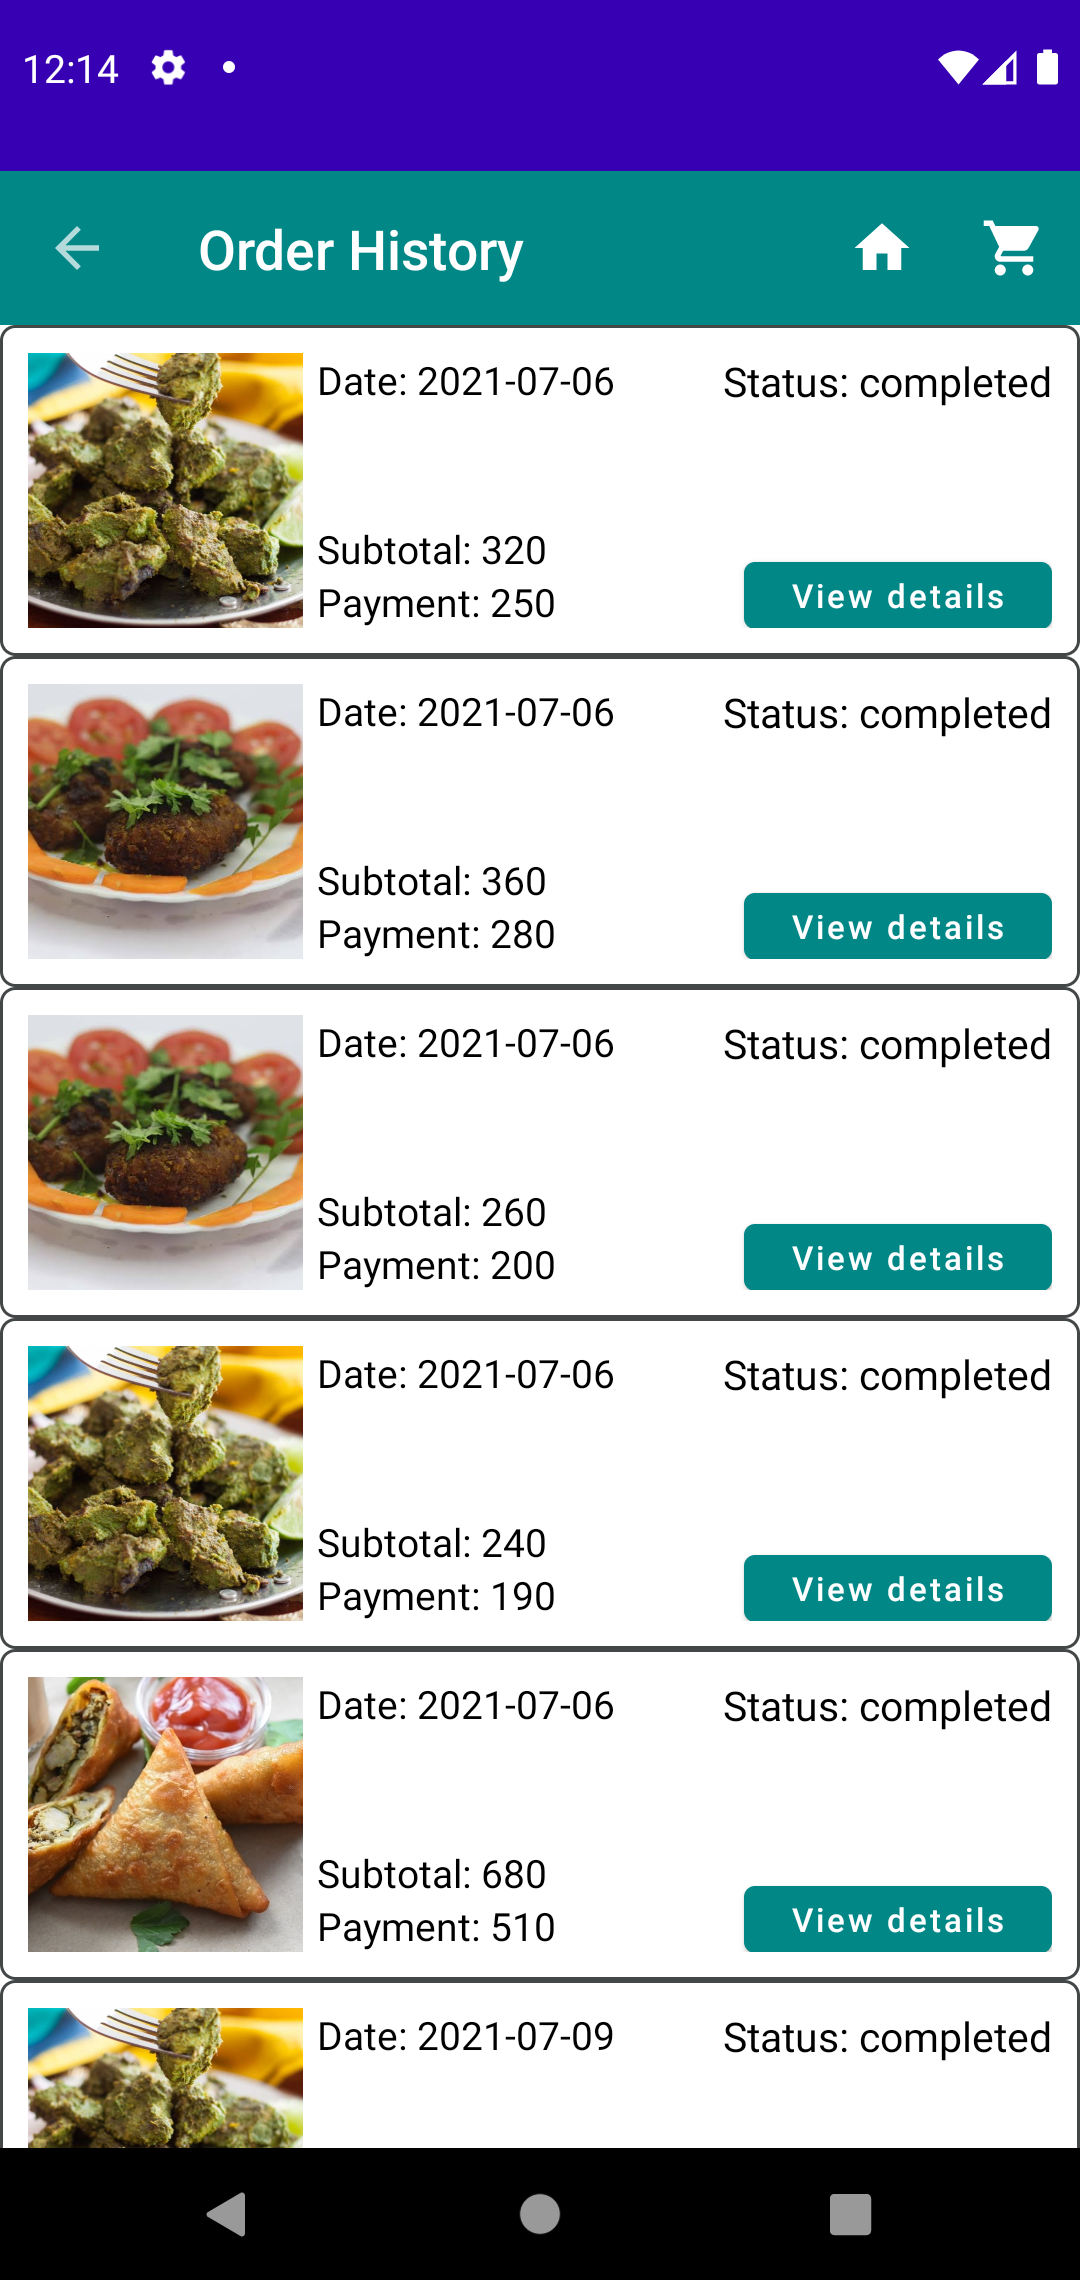 12:14
Order History
Date: 2021-07-06 Status: completed
Subtotal: 320
Payment: 250 View details
Date: 2021-07-06 Status: completed
Subtotal: 360
Payment: 280 View details
Date: 2021-07-06 Status: completed
Subtotal: 260
Payment: 200 View details
Date: 2021-07-06 Status: completed
Subtotal: 240
Payment: 190 View details
Date: 2021-07-06 Status: completed
Subtotal: 680
Payment: 510 View details
Date: 2021-07-09 Status: completed